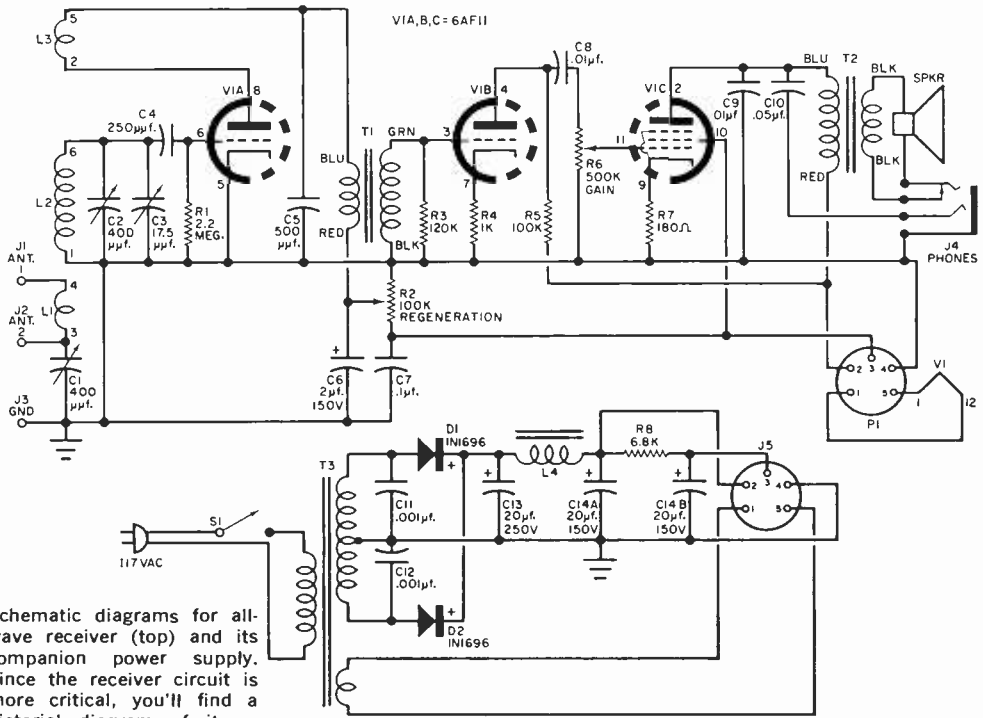 5
L3
2
V1A,B,C=6AF11
C4
250µµf.
V1A 8
6
5
6
L2
1
C2
400
µµf.
C3
17.5
µµf.
R1
2.2
MEG.
C5
500
µµf.
BLU
T1
GRN
RED
BLK
R3
120K
V1B 4
3
7
R4
1K
R5
100K
C8
.01µf.
R6
500K
GAIN
V1C 2
11
10
9
R7
180Ω
C9
.01µf
C10
.05µf.
BLU
T2
BLK
SPKR
RED
BLK
J4
PHONES
J1
ANT.
1
4
L1
J2
ANT.
2
3
C1
400
µµf.
J3
GND
R2
100K
REGENERATION
C6
2µf.
150V
+
C7
.1µf.
2 3 4
1 5
P1
V1
1 12
117 VAC
S1
T3
D1
IN1696
+
C11
.001µf.
C12
.001µf.
D2
IN1696
+
+
C13
20µf.
250V
L4
+
C14A
20µf.
150V
R8
6.8K
+
C14B
20µf.
150V
J5
2 3 4
1 5
chematic diagrams for all-
ave receiver (top) and its
ompanion power supply.
ince the receiver circuit is
ore critical, you'll find a